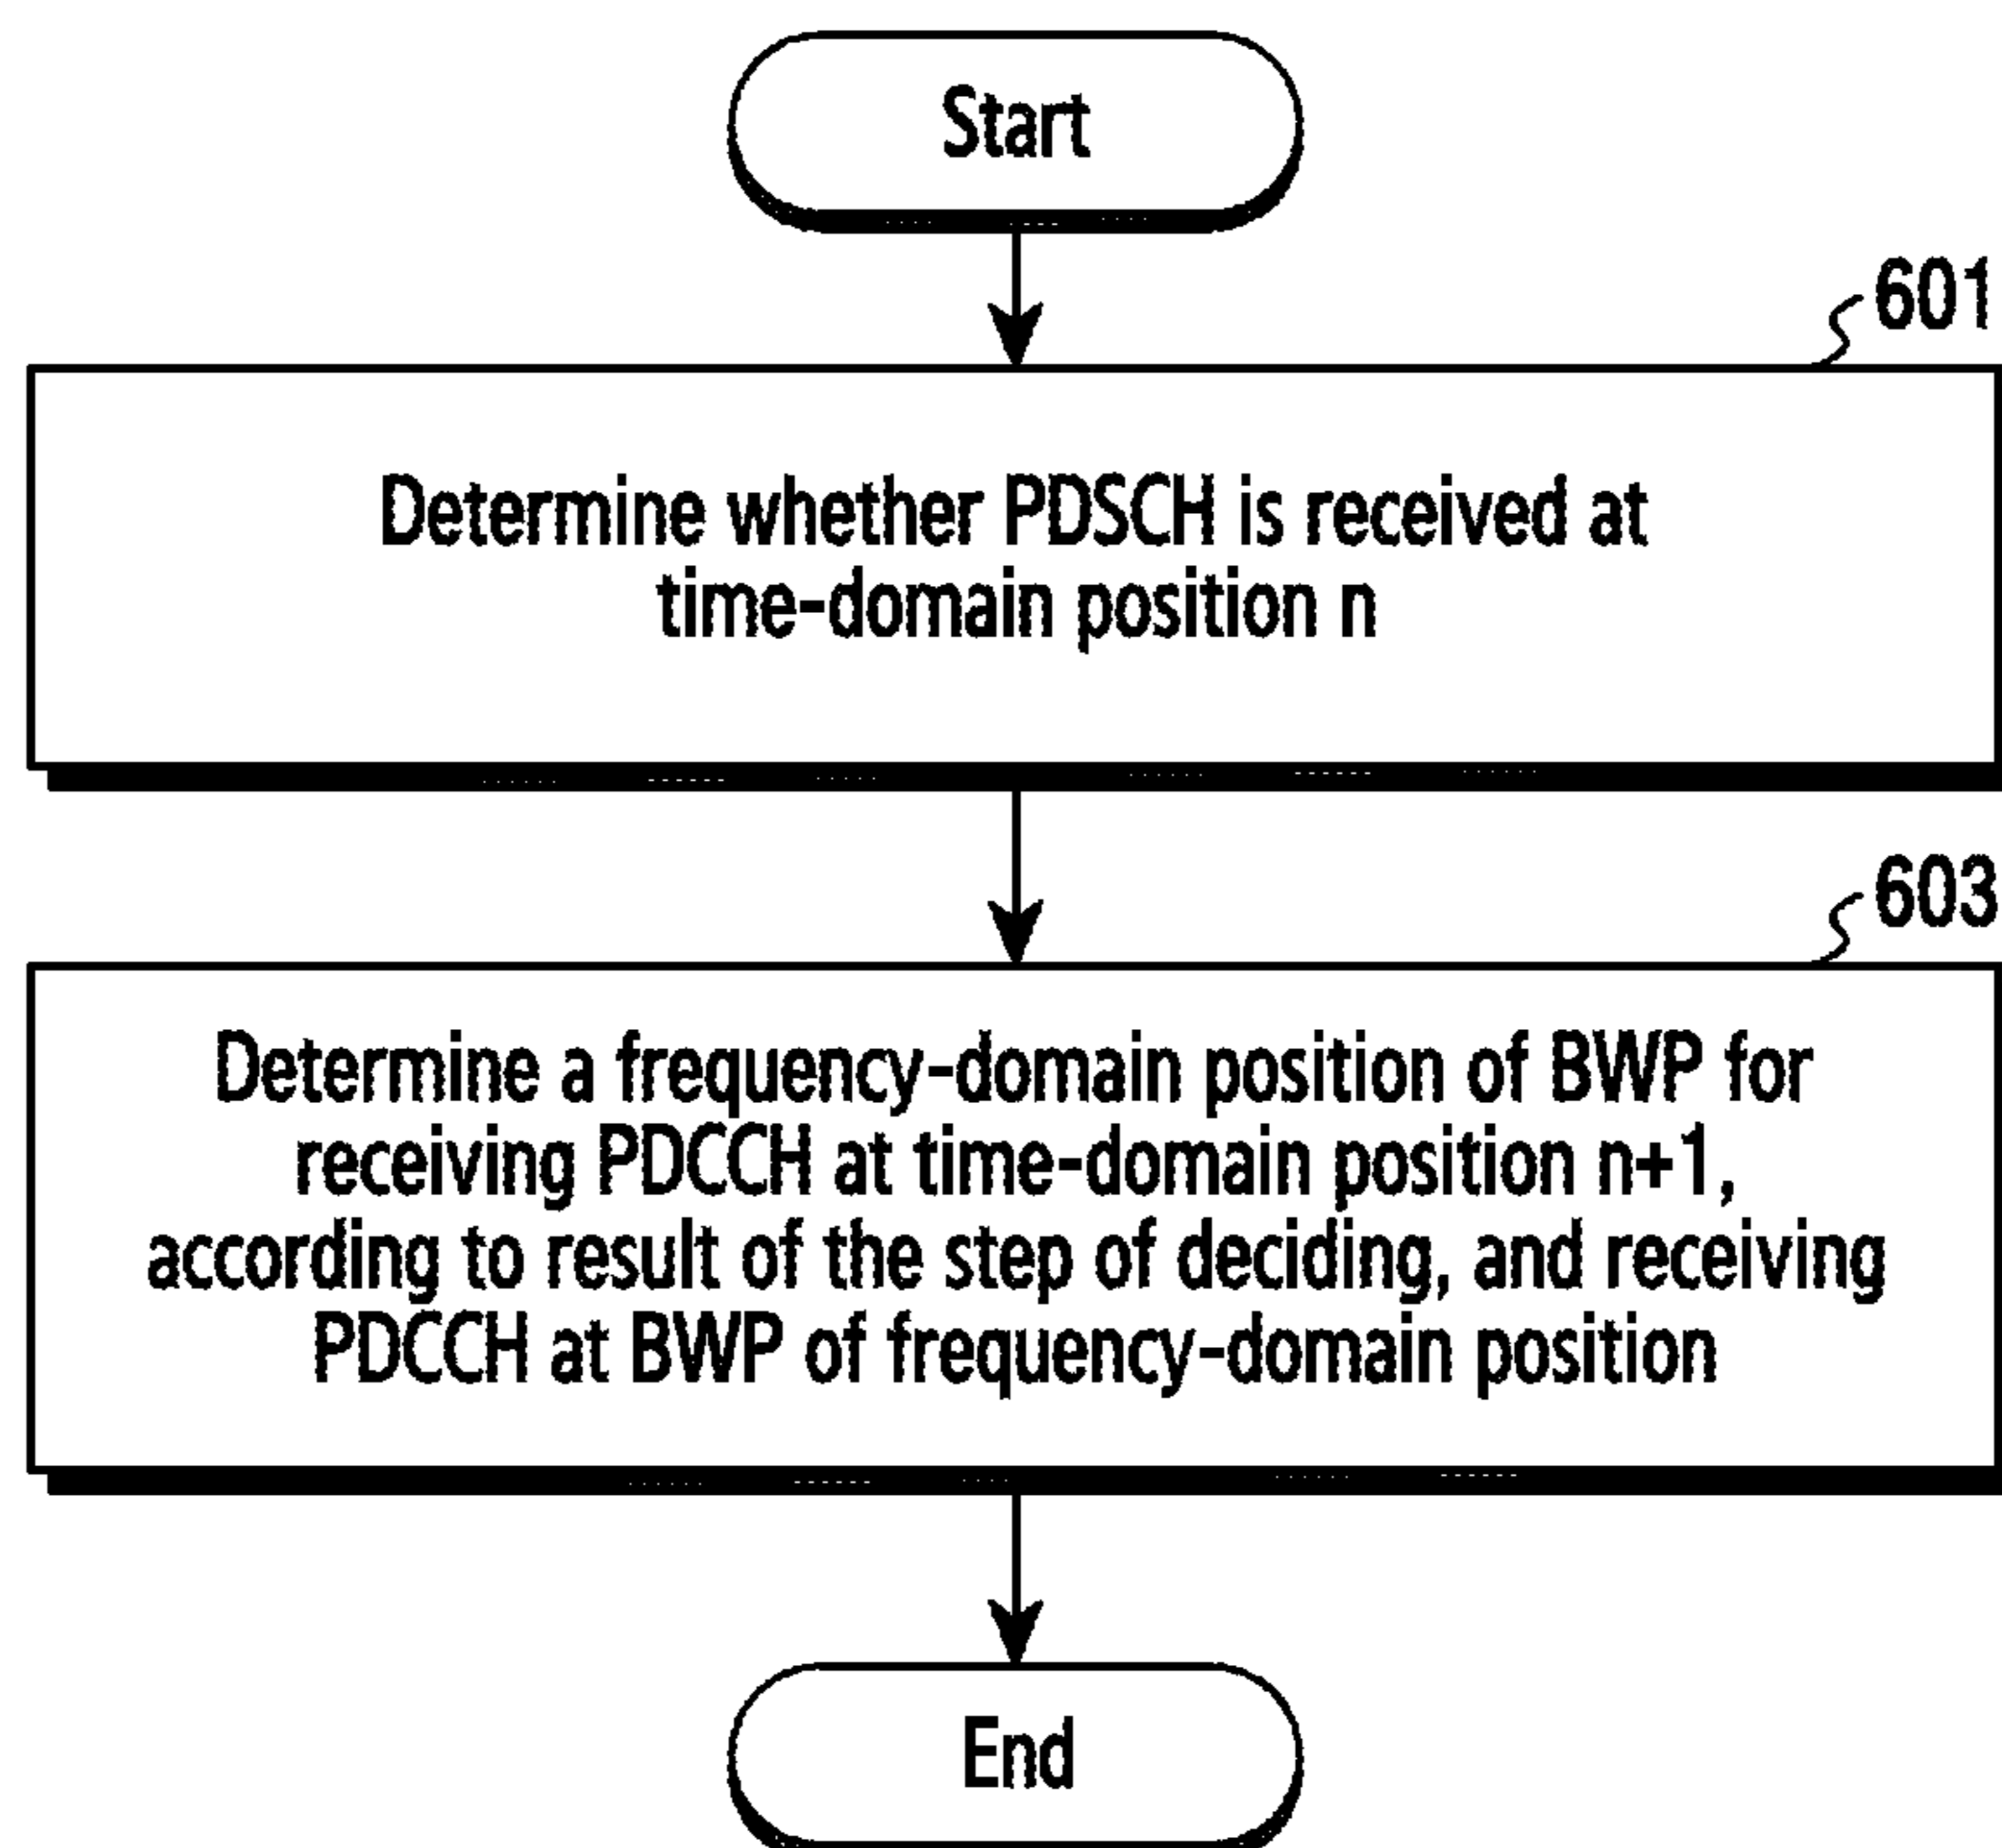 Start
601
Determine whether PDSCH is received at
time-domain position n
603
Determine a frequency-domain position of BWP for
receiving PDCCH at time-domain position n+1,
according to result of the step of deciding, and receiving
PDCCH at BWP of frequency-domain position
End